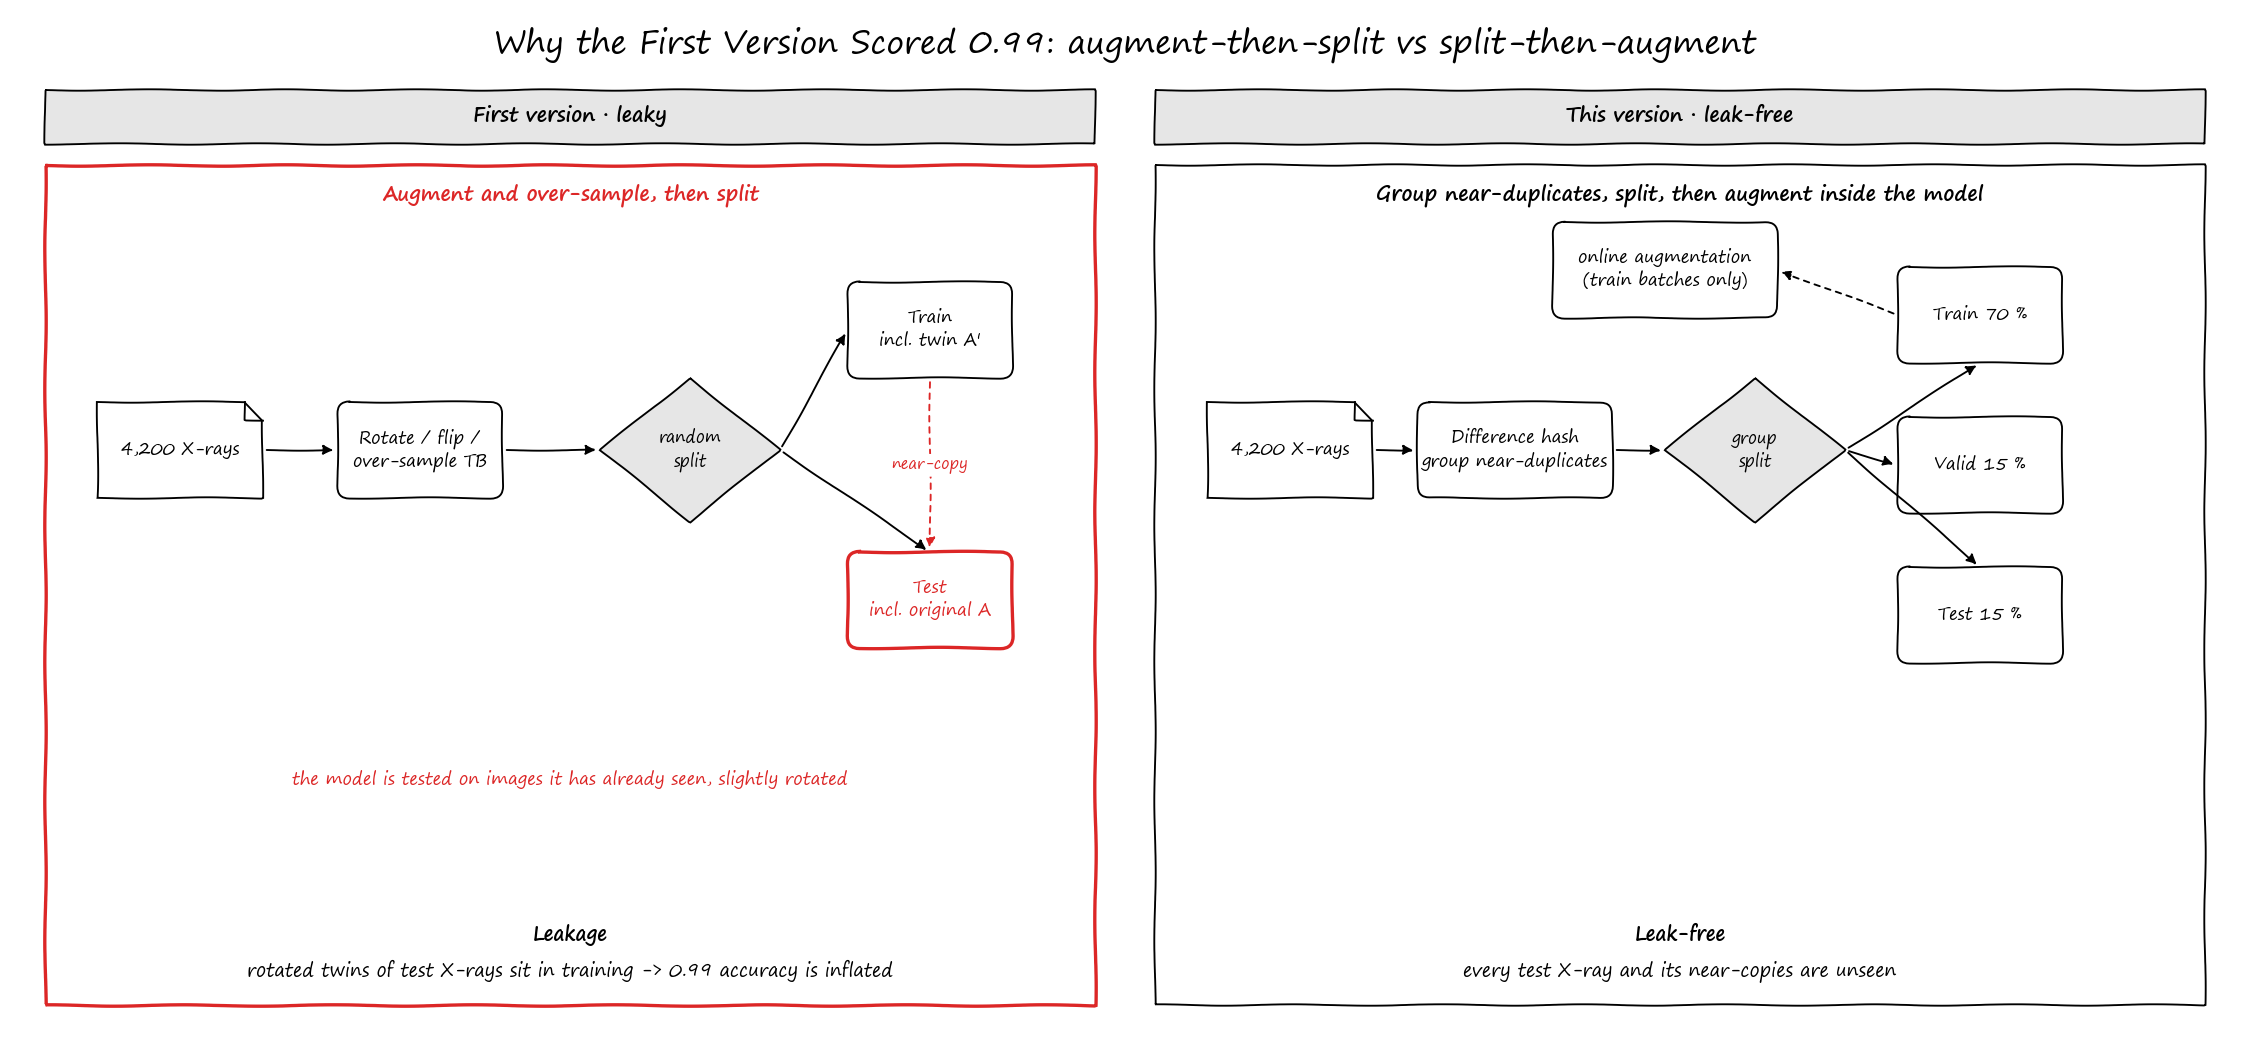 Why the First Version Scored 0.99: augment-then-split vs split-then-augment
First version · leaky
Augment and over-sample, then split
4,200 X-rays
Rotate / flip /
over-sample TB
random
split
Train
incl. twin A'
near-copy
Test
incl. original A
the model is tested on images it has already seen, slightly rotated
Leakage
rotated twins of test X-rays sit in training -> 0.99 accuracy is inflated
This version · leak-free
Group near-duplicates, split, then augment inside the model
online augmentation
(train batches only)
Train 70 %
4,200 X-rays
Difference hash
group near-duplicates
group
split
Valid 15 %
Test 15 %
Leak-free
every test X-ray and its near-copies are unseen